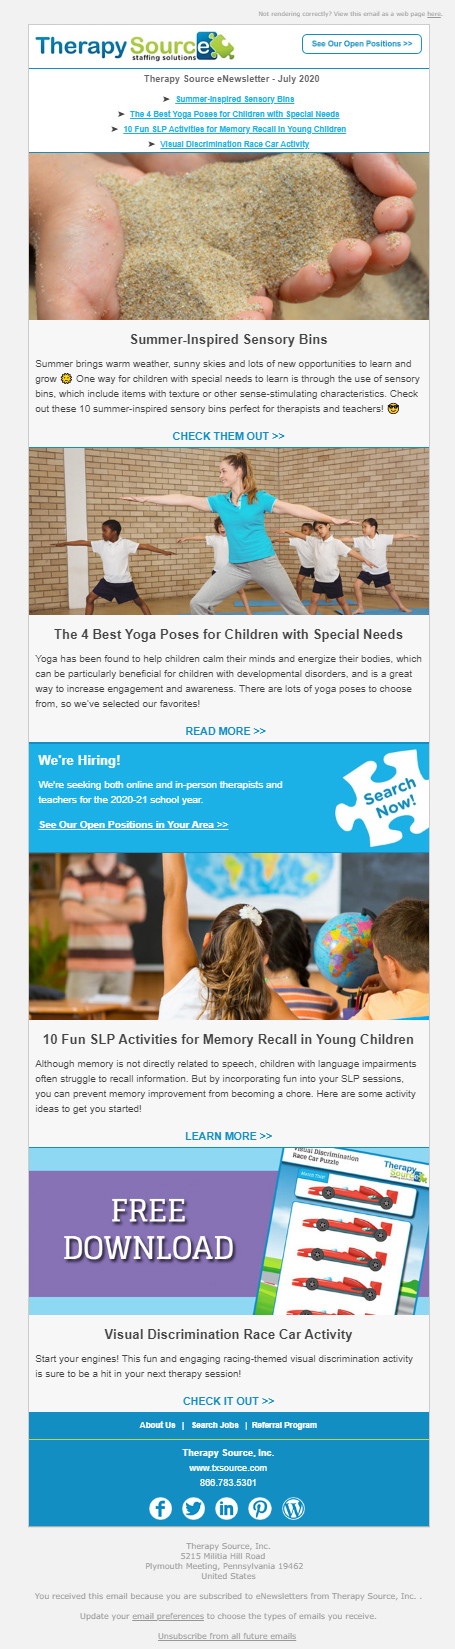 Not rendering correctly? View this email as a web page here.
Therapy Source
staffing solutions
See Our Open Positions >>
Therapy Source eNewsletter - July 2020
➤ Summer-Inspired Sensory Bins
➤ The 4 Best Yoga Poses for Children with Special Needs
➤ 10 Fun SLP Activities for Memory Recall in Young Children
➤ Visual Discrimination Race Car Activity
Summer-Inspired Sensory Bins
Summer brings warm weather, sunny skies and lots of new opportunities to learn and
grow 🌞 One way for children with special needs to learn is through the use of sensory
bins, which include items with texture or other sense-stimulating characteristics. Check
out these 10 summer-inspired sensory bins perfect for therapists and teachers! 😎
CHECK THEM OUT >>
The 4 Best Yoga Poses for Children with Special Needs
Yoga has been found to help children calm their minds and energize their bodies, which
can be particularly beneficial for children with developmental disorders, and is a great
way to increase engagement and awareness. There are lots of yoga poses to choose
from, so we've selected our favorites!
READ MORE >>
We're Hiring!
We're seeking both online and in-person therapists and
teachers for the 2020-21 school year.
See Our Open Positions in Your Area >>
Search
Now!
10 Fun SLP Activities for Memory Recall in Young Children
Although memory is not directly related to speech, children with language impairments
often struggle to recall information. But by incorporating fun into your SLP sessions,
you can prevent memory improvement from becoming a chore. Here are some activity
ideas to get you started!
LEARN MORE >>
FREE
DOWNLOAD
Visual Discrimination
Race Car Puzzle
Therapy
Source
Visual Discrimination Race Car Activity
Start your engines! This fun and engaging racing-themed visual discrimination activity
is sure to be a hit in your next therapy session!
CHECK IT OUT >>
About Us | Search Jobs | Referral Program
Therapy Source, Inc.
www.txsource.com
866.783.5301
Therapy Source, Inc.
5215 Militia Hill Road
Plymouth Meeting, Pennsylvania 19462
United States
You received this email because you are subscribed to eNewsletters from Therapy Source, Inc. .
Update your email preferences to choose the types of emails you receive.
Unsubscribe from all future emails